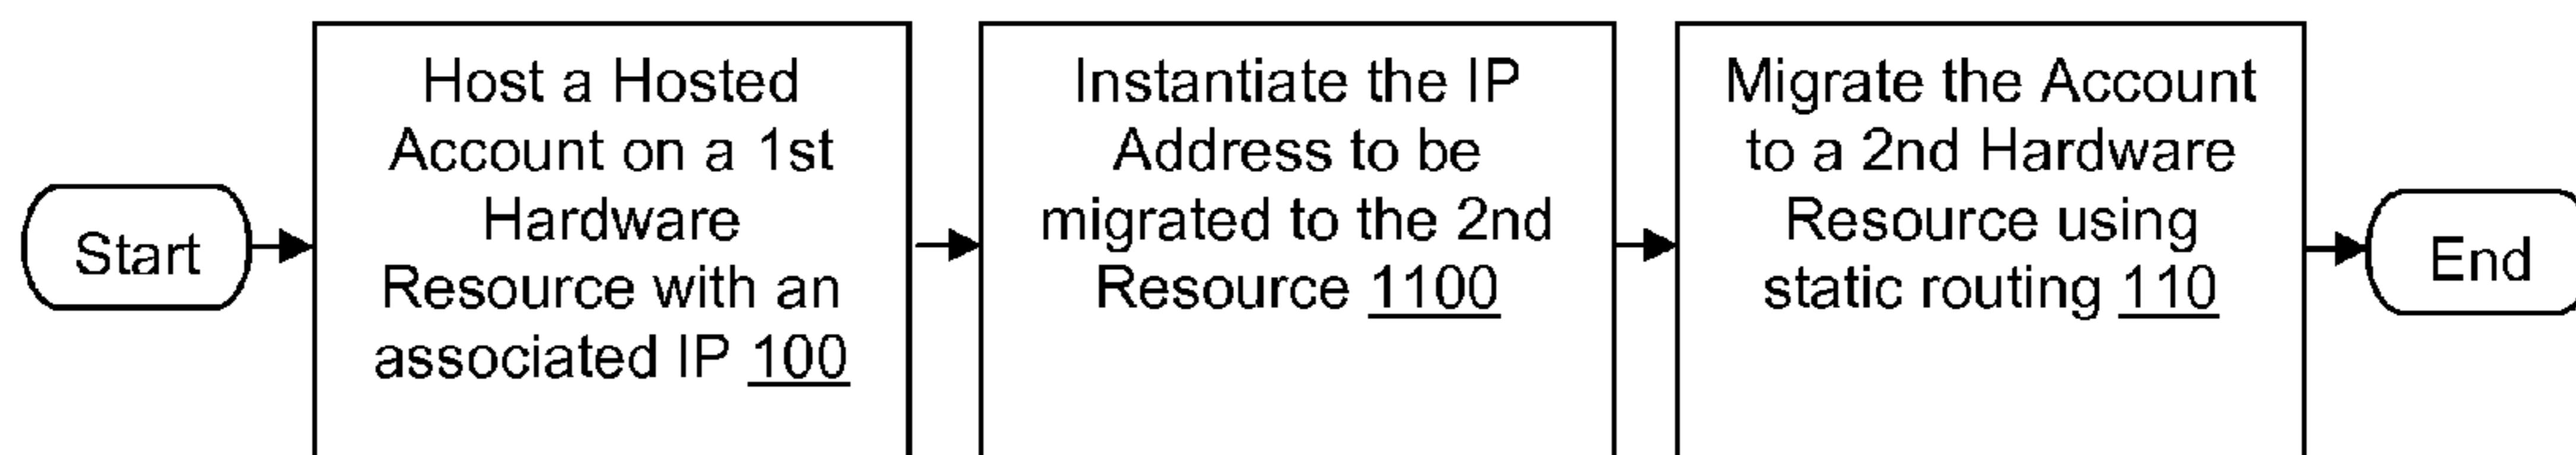 Start
Host a Hosted
Account on a 1st
Hardware
Resource with an
associated IP 100
Instantiate the IP
Address to be
migrated to the 2nd
Resource 1100
Migrate the Account
to a 2nd Hardware
Resource using
static routing 110
End